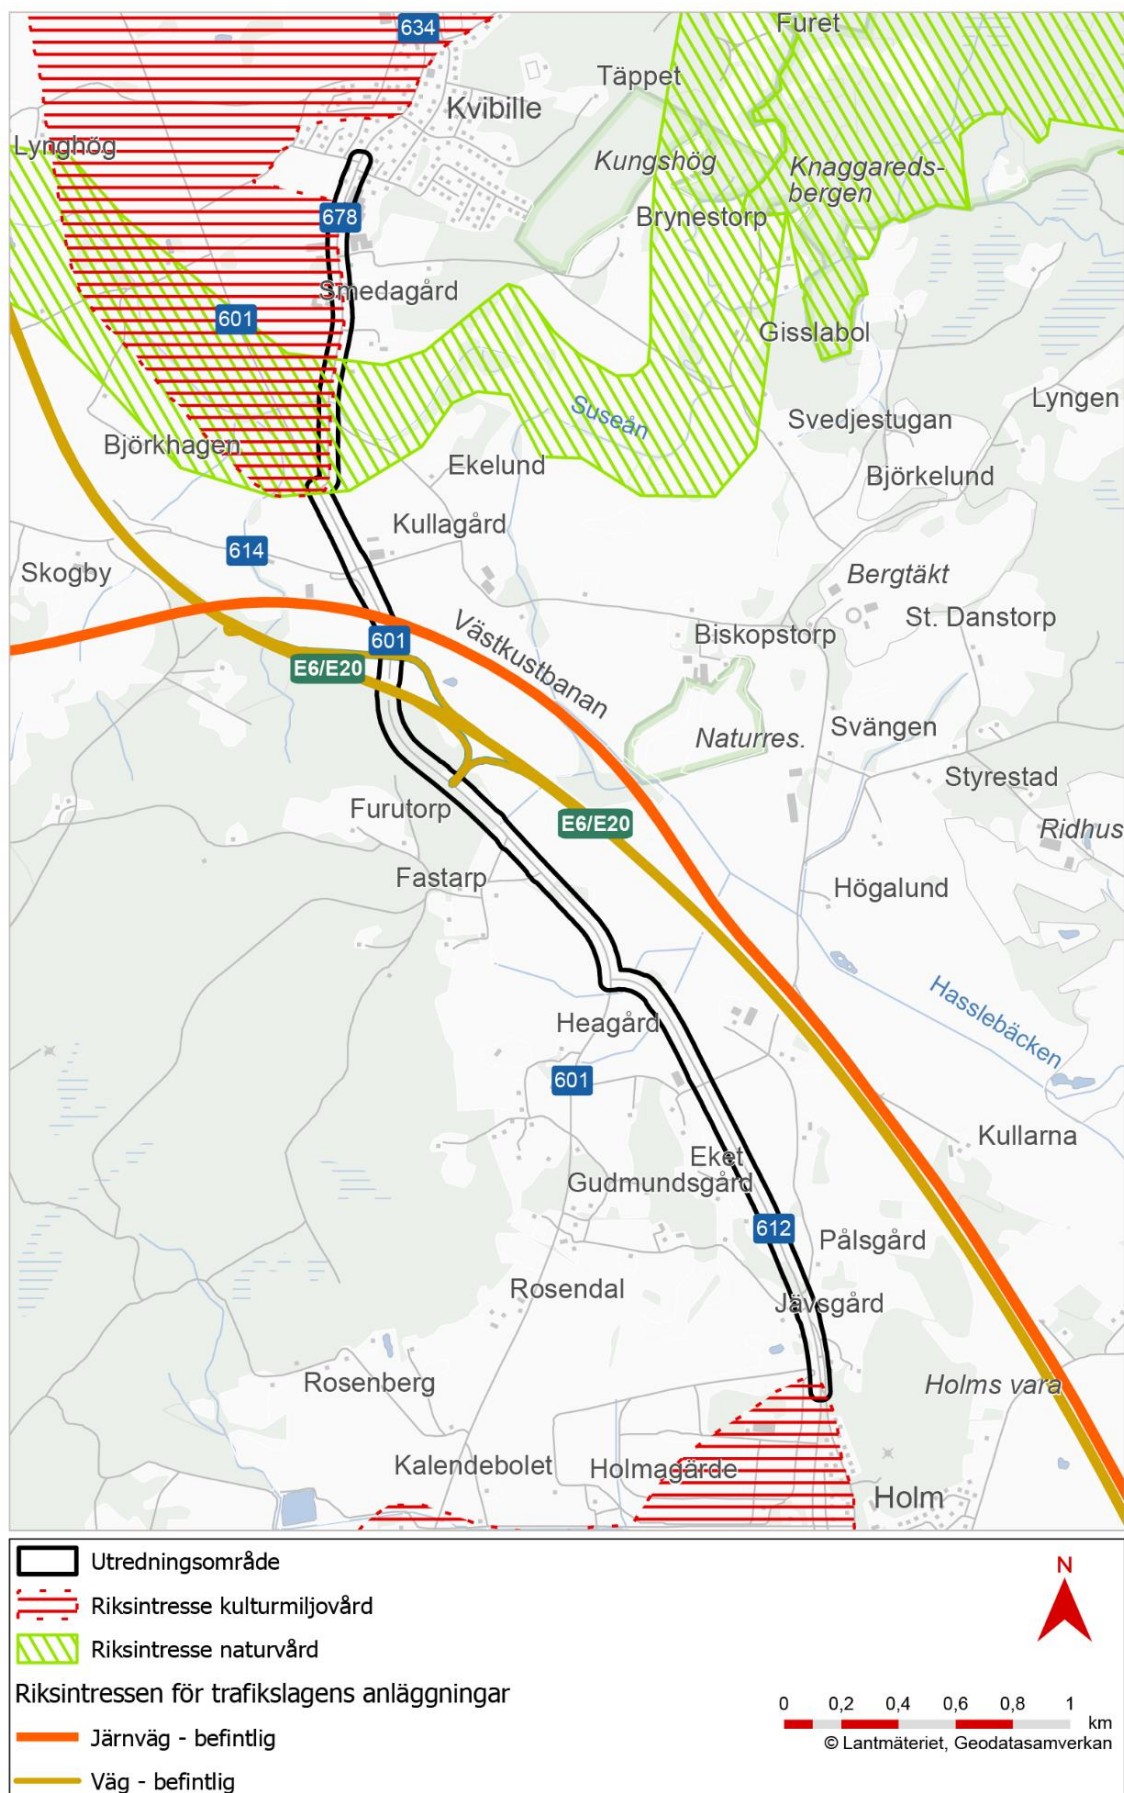 634
Furet
Täppet
Kvibille
Lynghög
Kungshög
Knaggareds-
bergen
678
Brynestorp
Smedagård
601
Gisslabol
Lyngen
Suseån
Svedjestugan
Björkhagen
Ekelund
Björkelund
Kullagård
614
Skogby
Bergtäkt
St. Danstorp
601
Västkustbanan
Biskopstorp
E6/E20
Naturres.
Svängen
Styrestad
Furutorp
E6/E20
Ridhus
Fastarp
Högalund
Hasslebäcken
Heagård
601
Kullarna
Eket
Gudmundsgård
612
Pålsgård
Rosendal
Jävsgård
Rosenberg
Holms vara
Kalendebolet
Holmagärde
Holm
Utredningsområde
Riksintresse kulturmiljovård
Riksintresse naturvård
Riksintressen för trafikslagens anläggningar
Järnväg - befintlig
Väg - befintlig
N
0 0,2 0,4 0,6 0,8 1
km
© Lantmäteriet, Geodatasamverkan